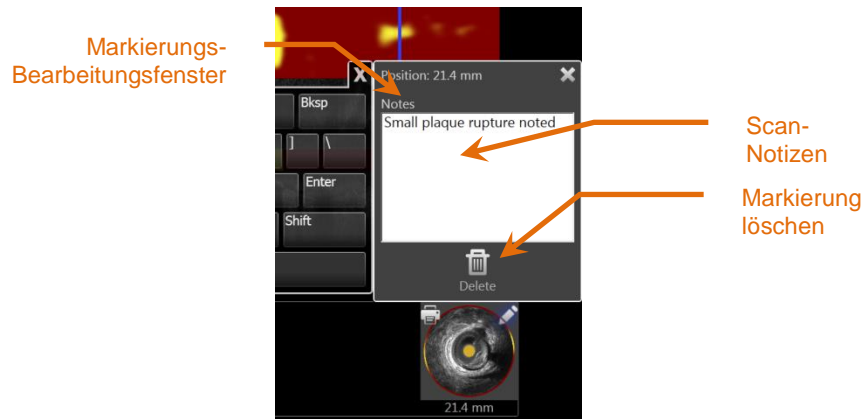 Markierungs-
Bearbeitungsfenster
X
Position: 21.4 mm
Bksp
Notes
Small plaque rupture noted
] \
Enter
Shift
Scan-
Notizen
Markierung
löschen
Delete
21.4 mm